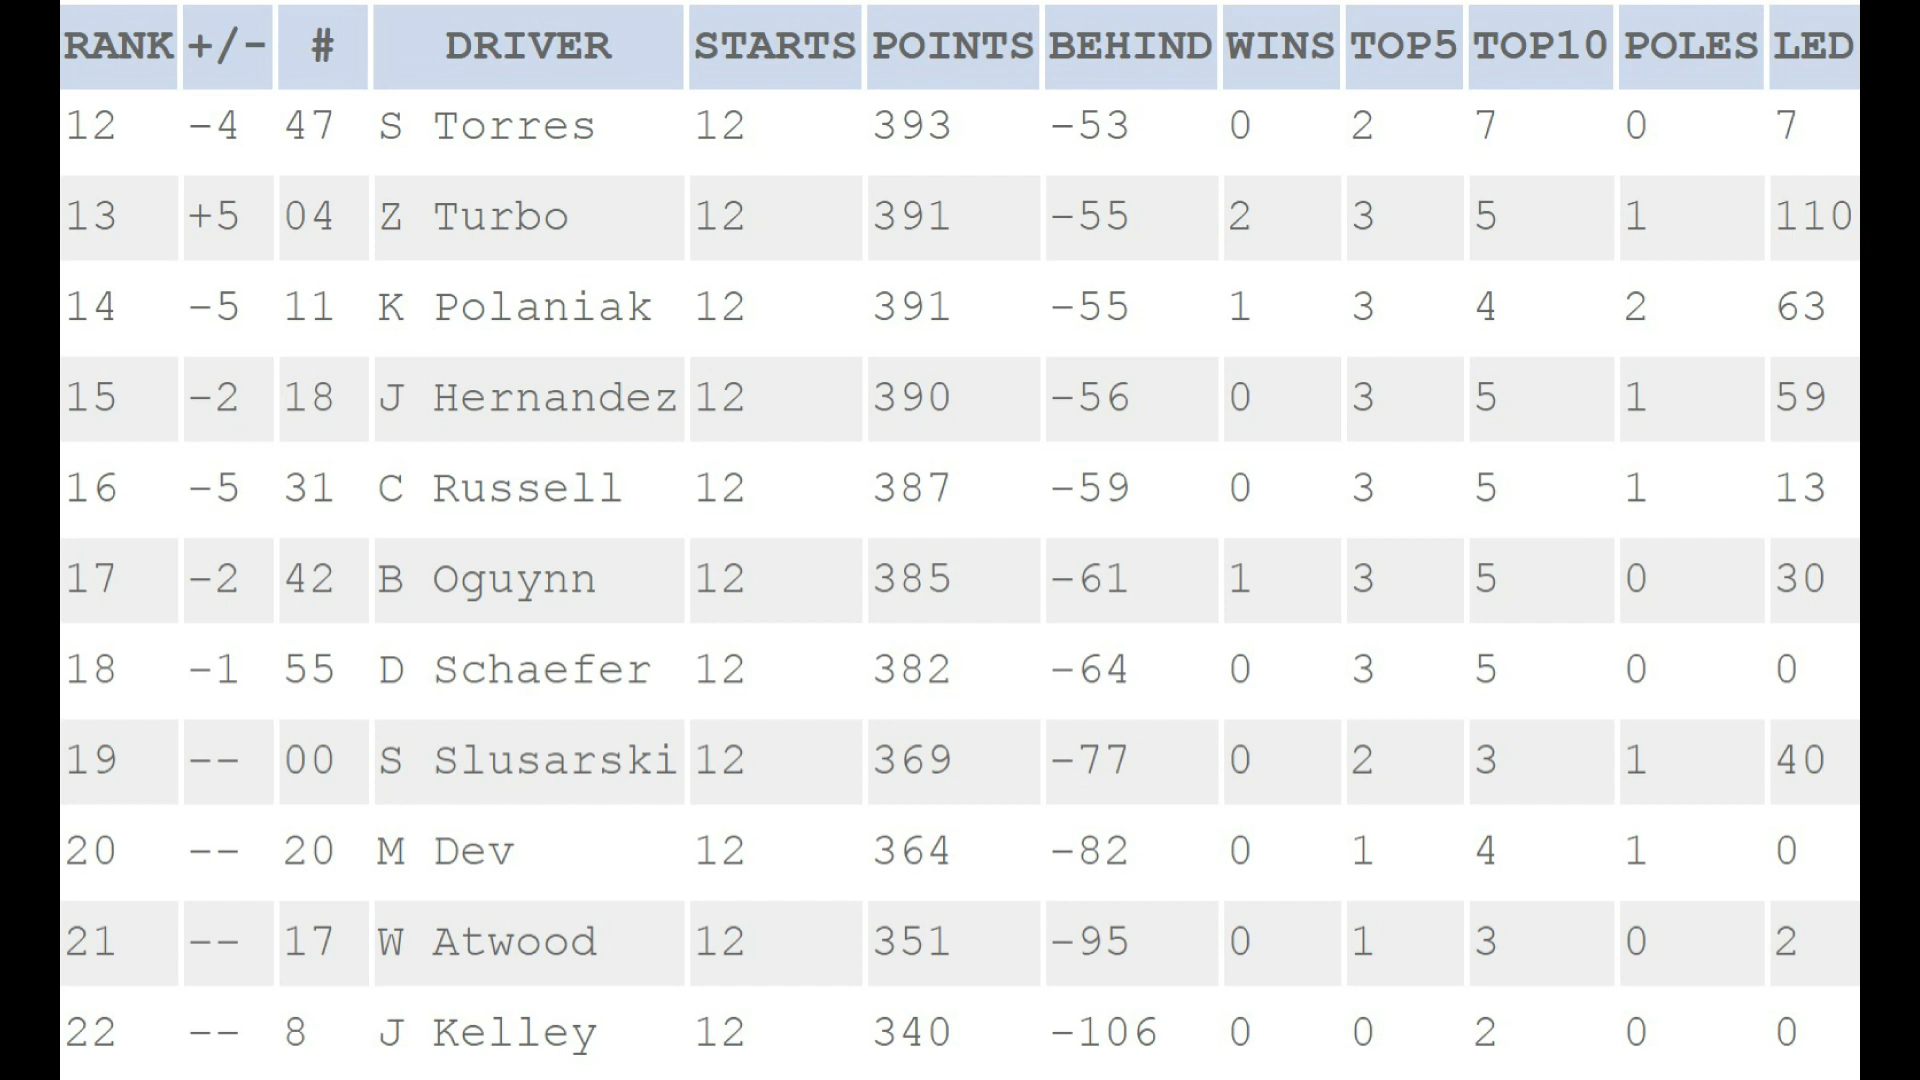 RANK +/- # DRIVER STARTS POINTS BEHIND WINS TOP5 TOP10 POLES LED
12 -4 47 S Torres 12 393 -53 0 2 7 0 7
13 +5 04 Z Turbo 12 391 -55 2 3 5 1 110
14 -5 11 K Polaniak 12 391 -55 1 3 4 2 63
15 -2 18 J Hernandez 12 390 -56 0 3 5 1 59
16 -5 31 C Russell 12 387 -59 0 3 5 1 13
17 -2 42 B Oguynn 12 385 -61 1 3 5 0 30
18 -1 55 D Schaefer 12 382 -64 0 3 5 0 0
19 -- 00 S Slusarski 12 369 -77 0 2 3 1 40
20 -- 20 M Dev 12 364 -82 0 1 4 1 0
21 -- 17 W Atwood 12 351 -95 0 1 3 0 2
22 -- 8 J Kelley 12 340 -106 0 0 2 0 0